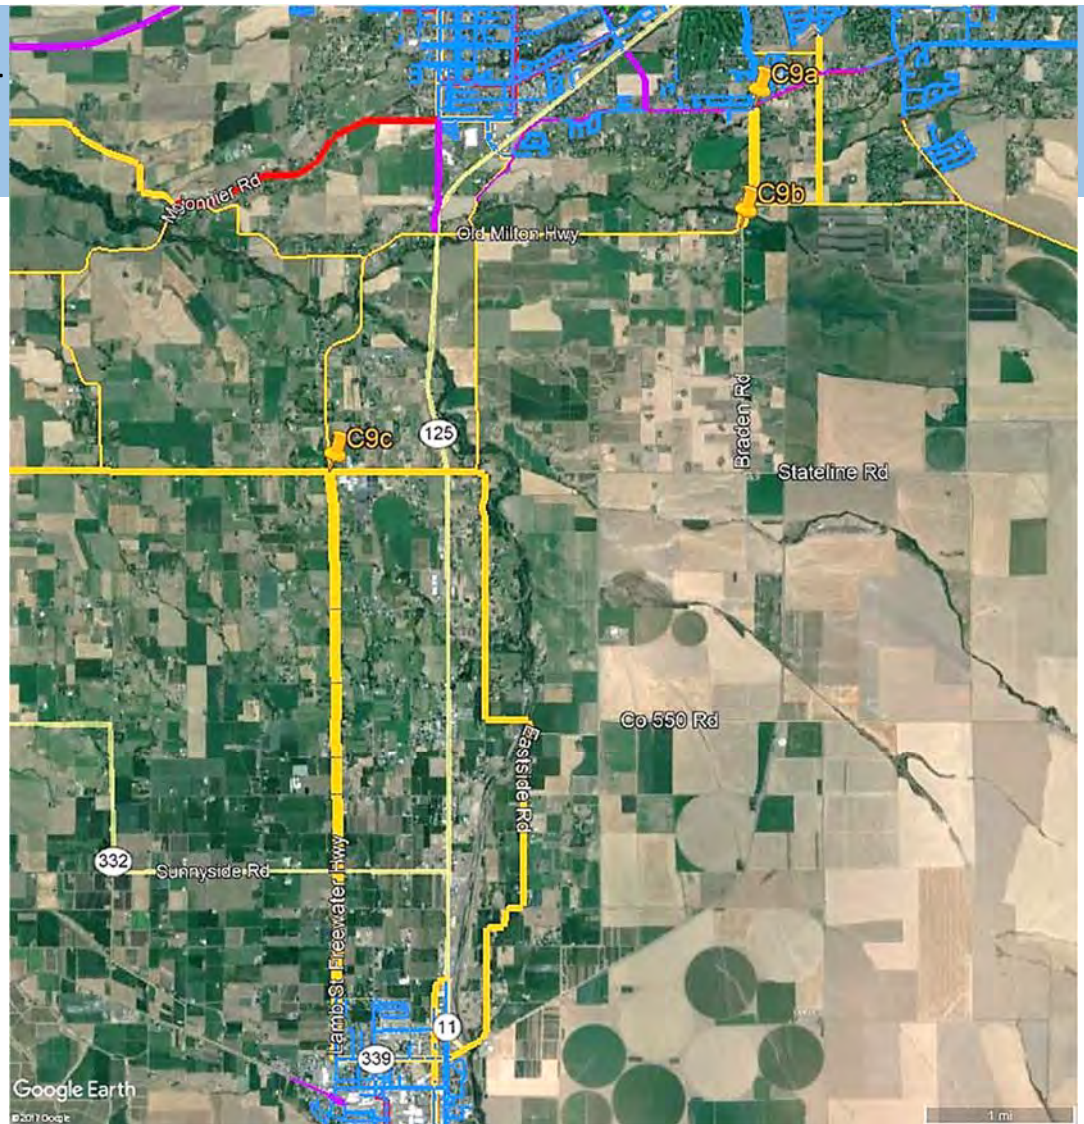 C9a
Mojonnier Rd
C9b
Old Milton Hwy
Braden Rd
125
C9c
Stateline Rd
Co 550 Rd
Eastside Rd
332
Sunnyside Rd
Lamb St Freewater Hwy
11
339
Google Earth
©2017 Google
1 mi